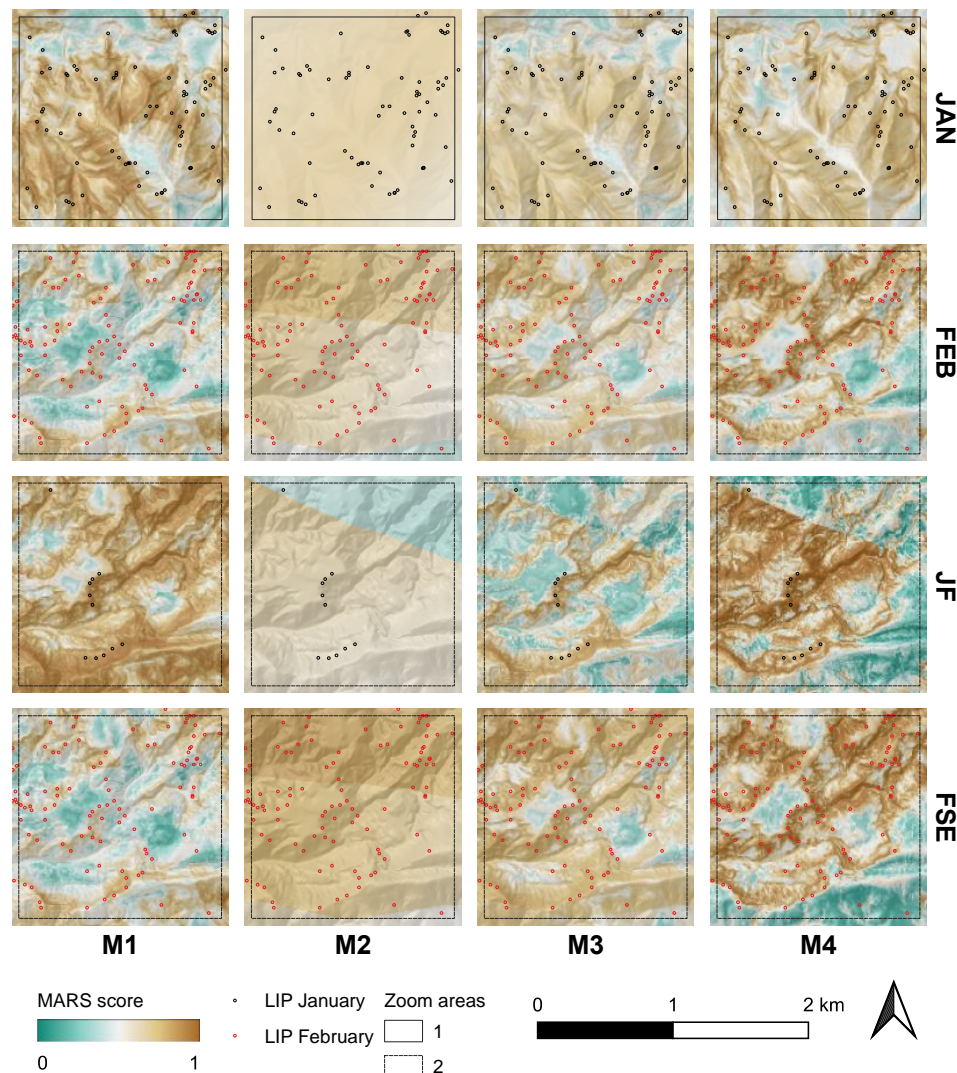 JAN
FEB
JF
FSE
M1 M2 M3 M4
MARS score
0 1
LIP January
LIP February
Zoom areas
1
2
0 1 2 km